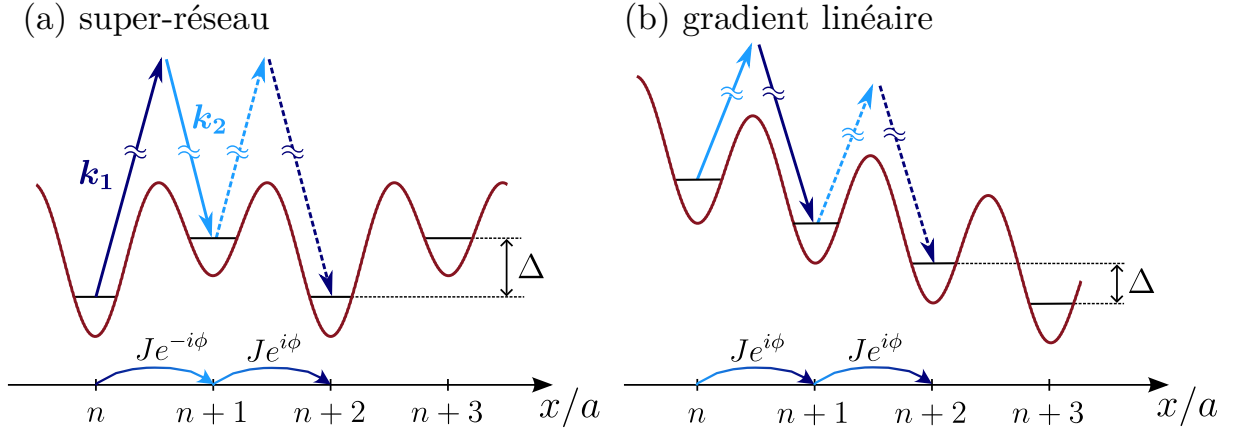 (a) super-réseau
k₁
k₂
Δ
Je^{-iϕ}
Je^{iϕ}
n
n + 1
n + 2
n + 3
x/a
(b) gradient linéaire
Δ
Je^{iϕ}
Je^{iϕ}
n
n + 1
n + 2
n + 3
x/a